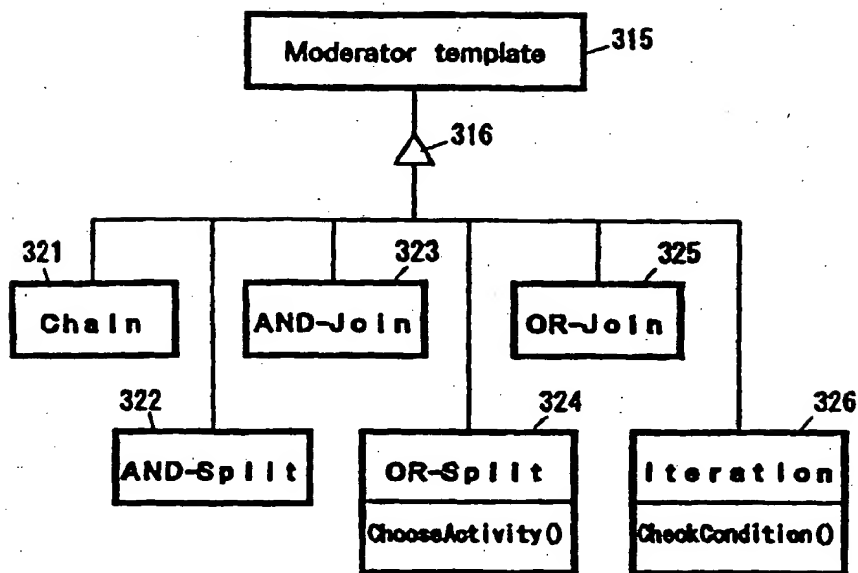 Moderator template
315
316
321
323
325
Chain
AND-Join
OR-Join
322
324
326
AND-Split
OR-Split
Iteration
ChooseActivity()
CheckCondition()